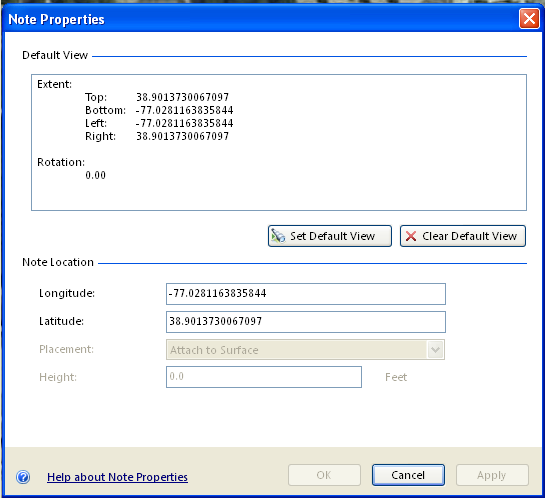 Note Properties
Default View
Extent:
Top: 38.9013730067097
Bottom: -77.0281163835844
Left: -77.0281163835844
Right: 38.9013730067097
Rotation:
0.00
Set Default View Clear Default View
Note Location
Longitude: -77.0281163835844
Latitude: 38.9013730067097
Placement: Attach to Surface
Height: 0.0 Feet
? Help about Note Properties OK Cancel Apply